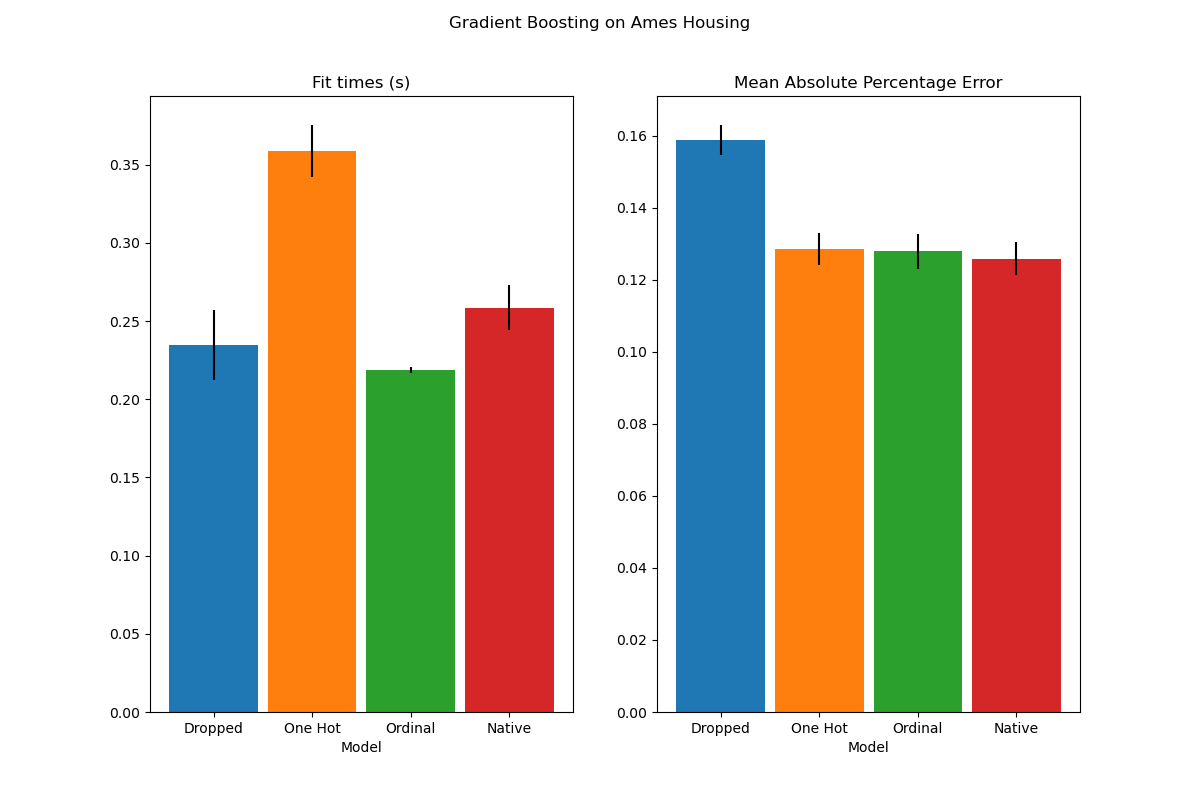 Gradient Boosting on Ames Housing
Fit times (s)
0.35
0.30
0.25
0.20
0.15
0.10
0.05
0.00
Dropped One Hot Ordinal Native
Model
Mean Absolute Percentage Error
0.16
0.14
0.12
0.10
0.08
0.06
0.04
0.02
0.00
Dropped One Hot Ordinal Native
Model